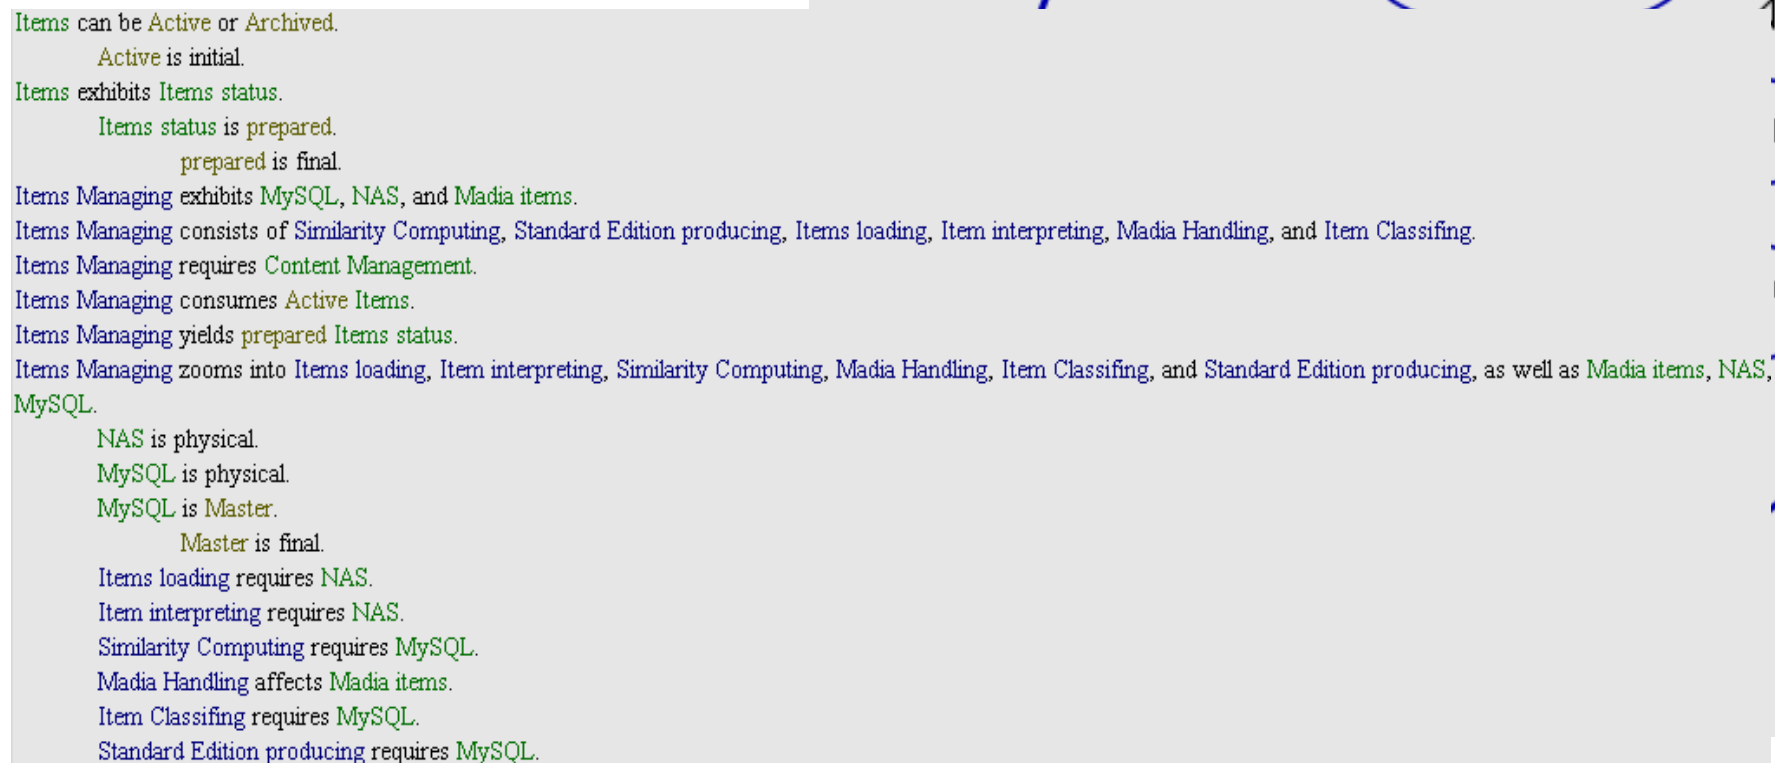 Items can be Active or Archived.
Active is initial.
Items exhibits Items status.
Items status is prepared.
prepared is final.
Items Managing exhibits MySQL, NAS, and Madia items.
Items Managing consists of Similarity Computing, Standard Edition producing, Items loading, Item interpreting, Madia Handling, and Item Classifing.
Items Managing requires Content Management.
Items Managing consumes Active Items.
Items Managing yields prepared Items status.
Items Managing zooms into Items loading, Item interpreting, Similarity Computing, Madia Handling, Item Classifing, and Standard Edition producing, as well as Madia items, NAS,
MySQL.
NAS is physical.
MySQL is physical.
MySQL is Master.
Master is final.
Items loading requires NAS.
Item interpreting requires NAS.
Similarity Computing requires MySQL.
Madia Handling affects Madia items.
Item Classifing requires MySQL.
Standard Edition producing requires MySQL.